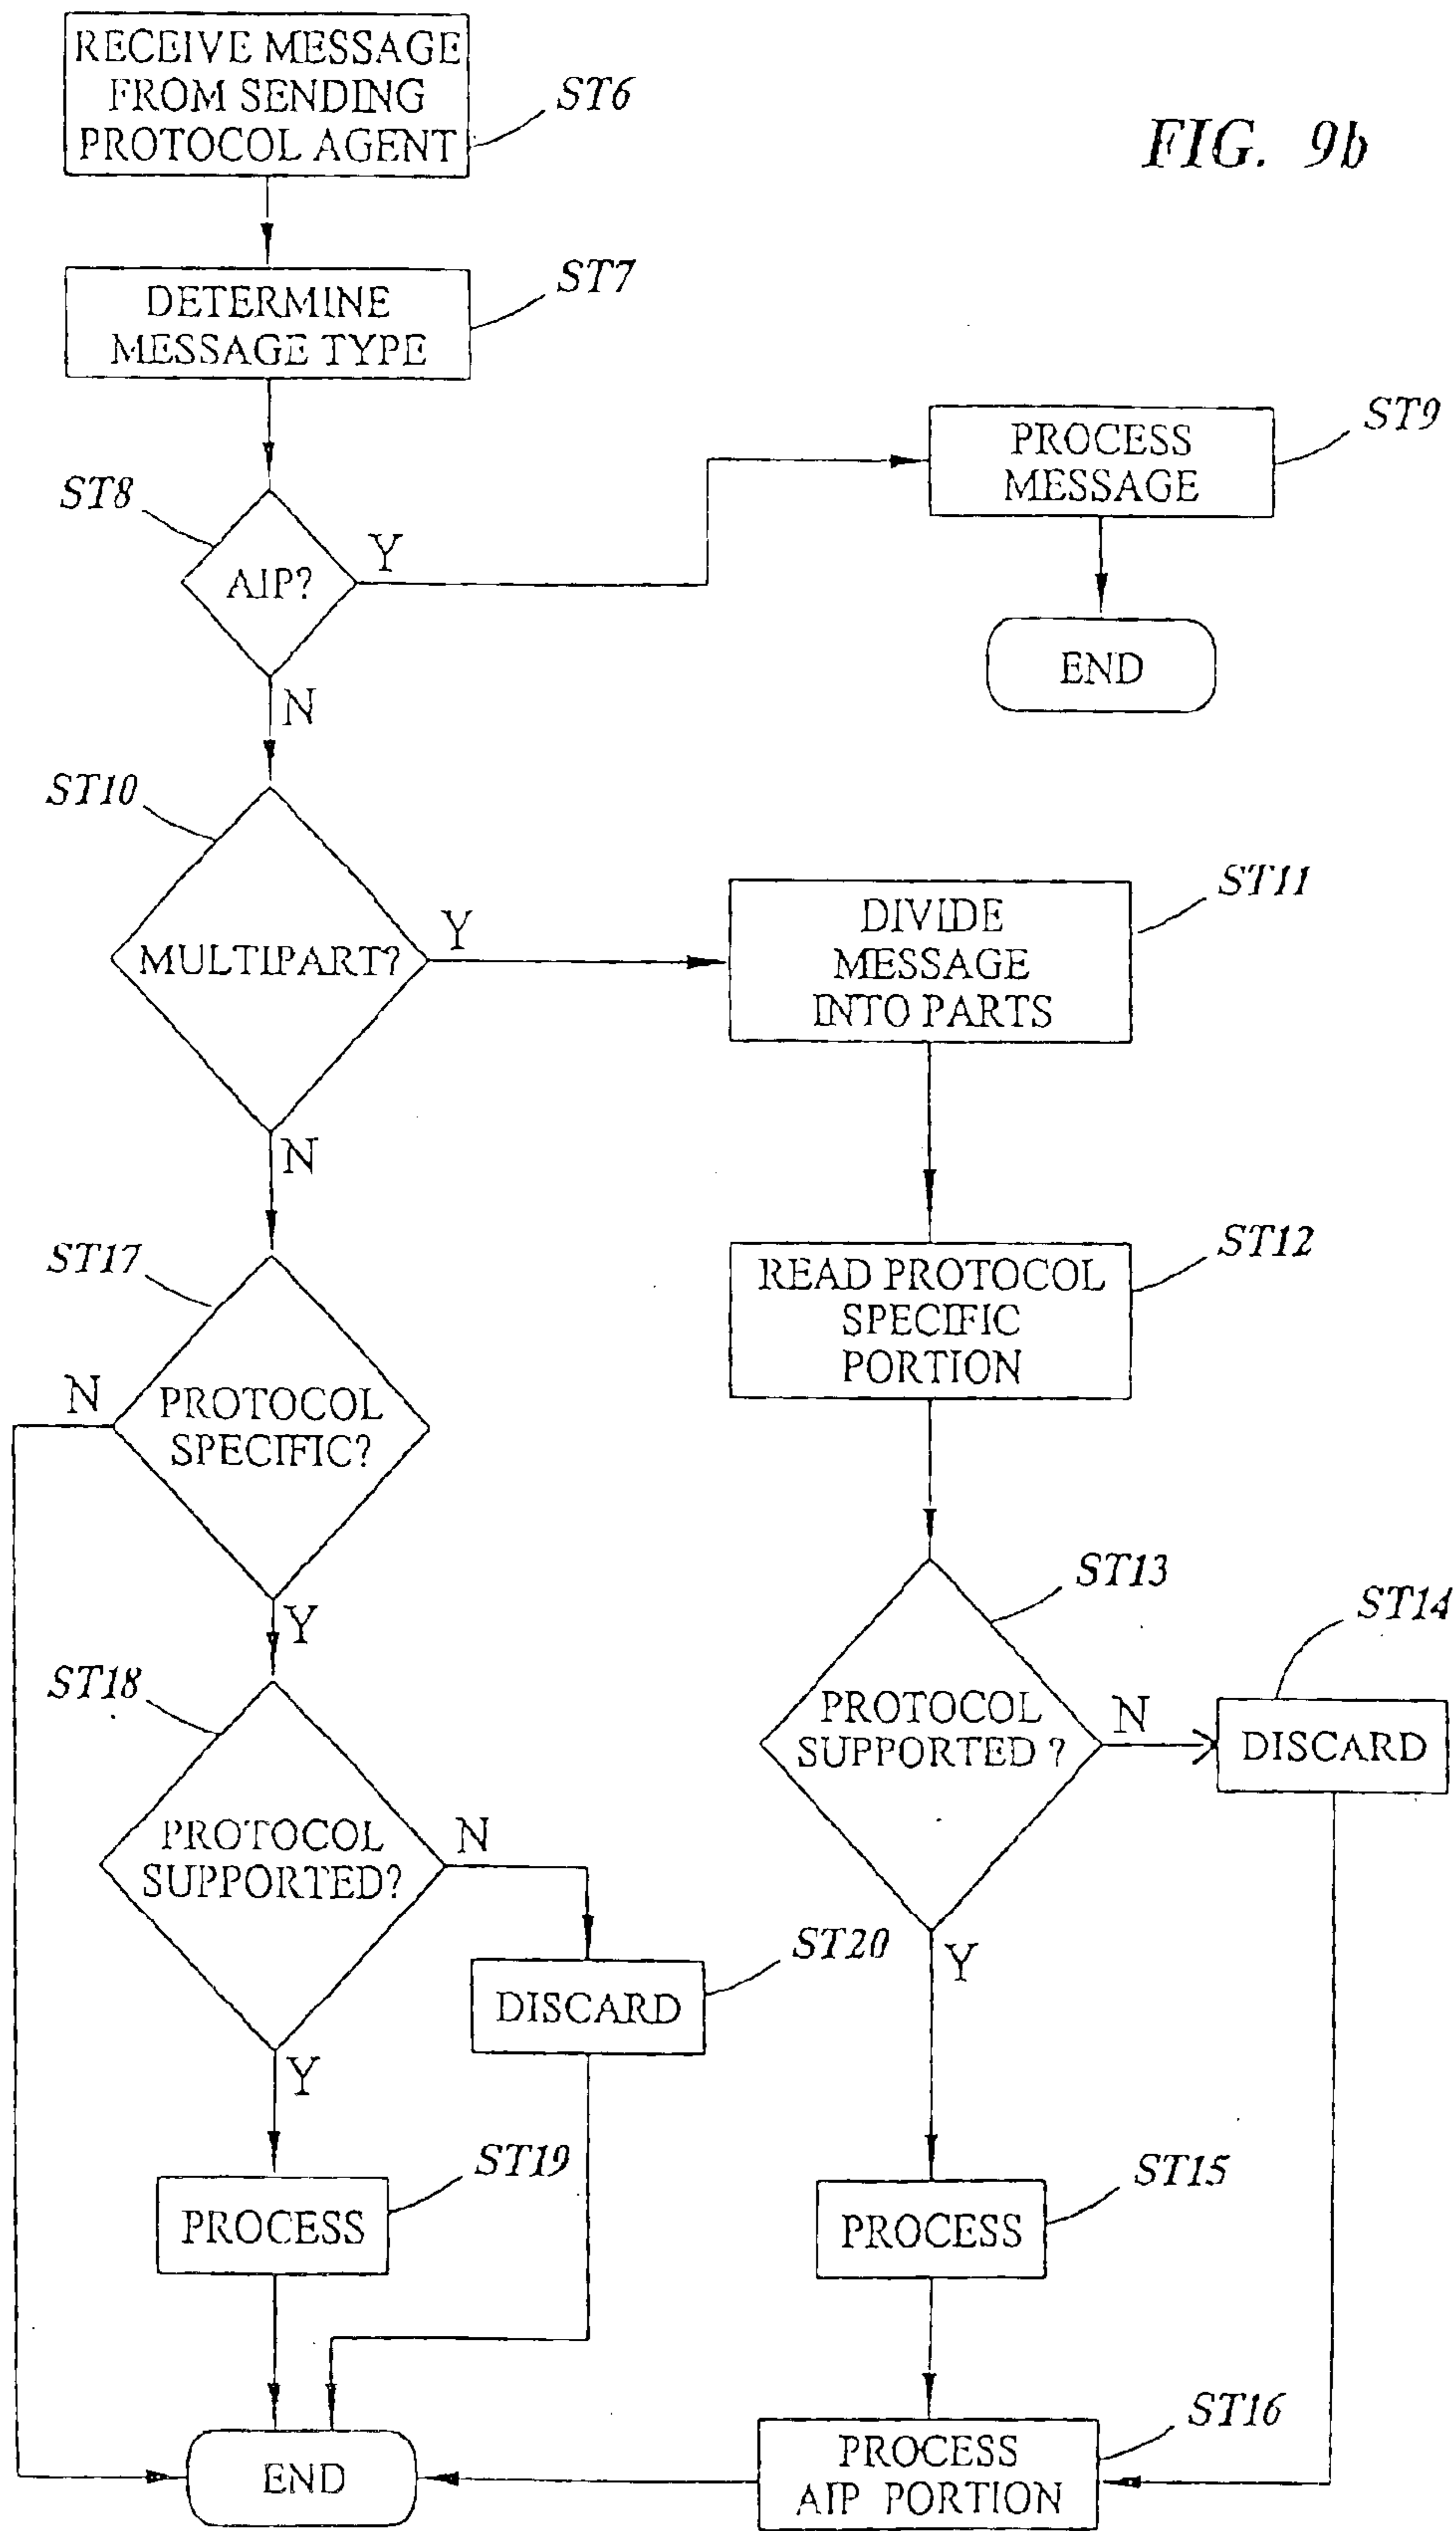 RECEIVE MESSAGE
FROM SENDING
PROTOCOL AGENT
ST6
FIG. 9b
DETERMINE
MESSAGE TYPE
ST7
ST8
AIP?
Y
N
PROCESS
MESSAGE
ST9
END
ST10
MULTIPART?
Y
N
DIVIDE
MESSAGE
INTO PARTS
ST11
READ PROTOCOL
SPECIFIC
PORTION
ST12
ST17
PROTOCOL
SPECIFIC?
N
Y
PROTOCOL
SUPPORTED ?
ST13
N
Y
DISCARD
ST14
ST18
PROTOCOL
SUPPORTED?
N
Y
DISCARD
ST20
PROCESS
ST19
PROCESS
ST15
PROCESS
AIP PORTION
ST16
END